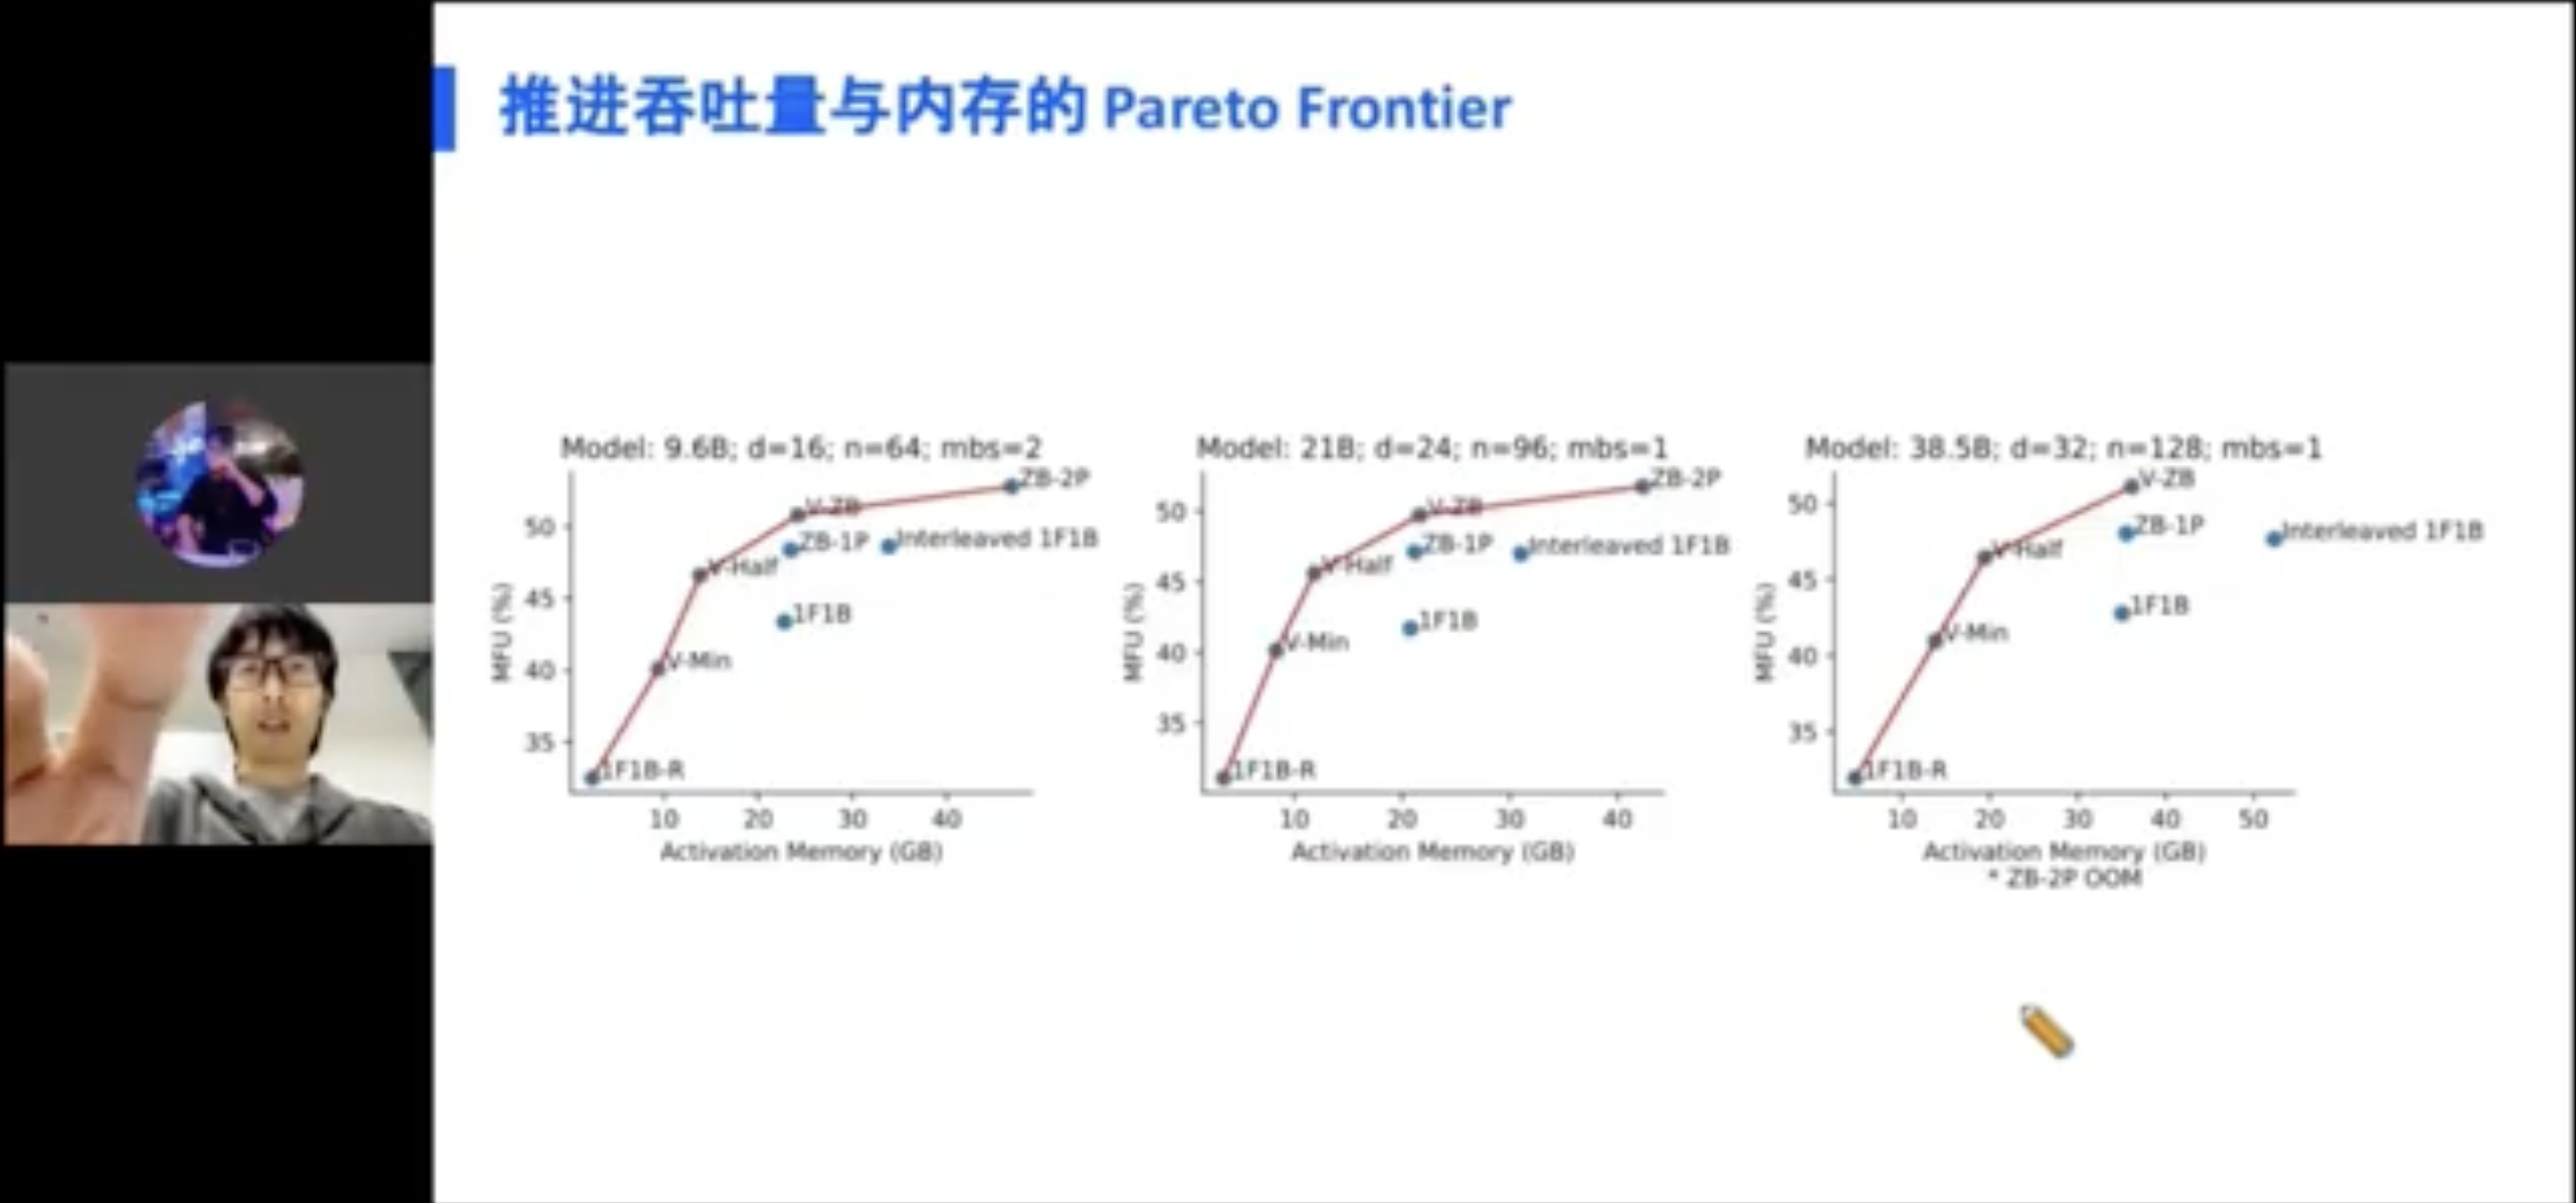 推进吞吐量与内存的 Pareto Frontier
Model: 9.6B; d=16; n=64; mbs=2
ZB-2P
V-ZB
50
ZB-1P
Interleaved 1F1B
V-Half
MFU (%)
45
1F1B
40
V-Min
35
1F1B-R
10 20 30 40
Activation Memory (GB)
Model: 21B; d=24; n=96; mbs=1
ZB-2P
50
V-ZB
ZB-1P
Interleaved 1F1B
V-Half
MFU (%)
45
1F1B
40
V-Min
35
1F1B-R
10 20 30 40
Activation Memory (GB)
Model: 38.5B; d=32; n=128; mbs=1
V-ZB
50
ZB-1P
Interleaved 1F1B
V-Half
MFU (%)
45
1F1B
40
V-Min
35
1F1B-R
10 20 30 40 50
Activation Memory (GB)
* ZB-2P OOM